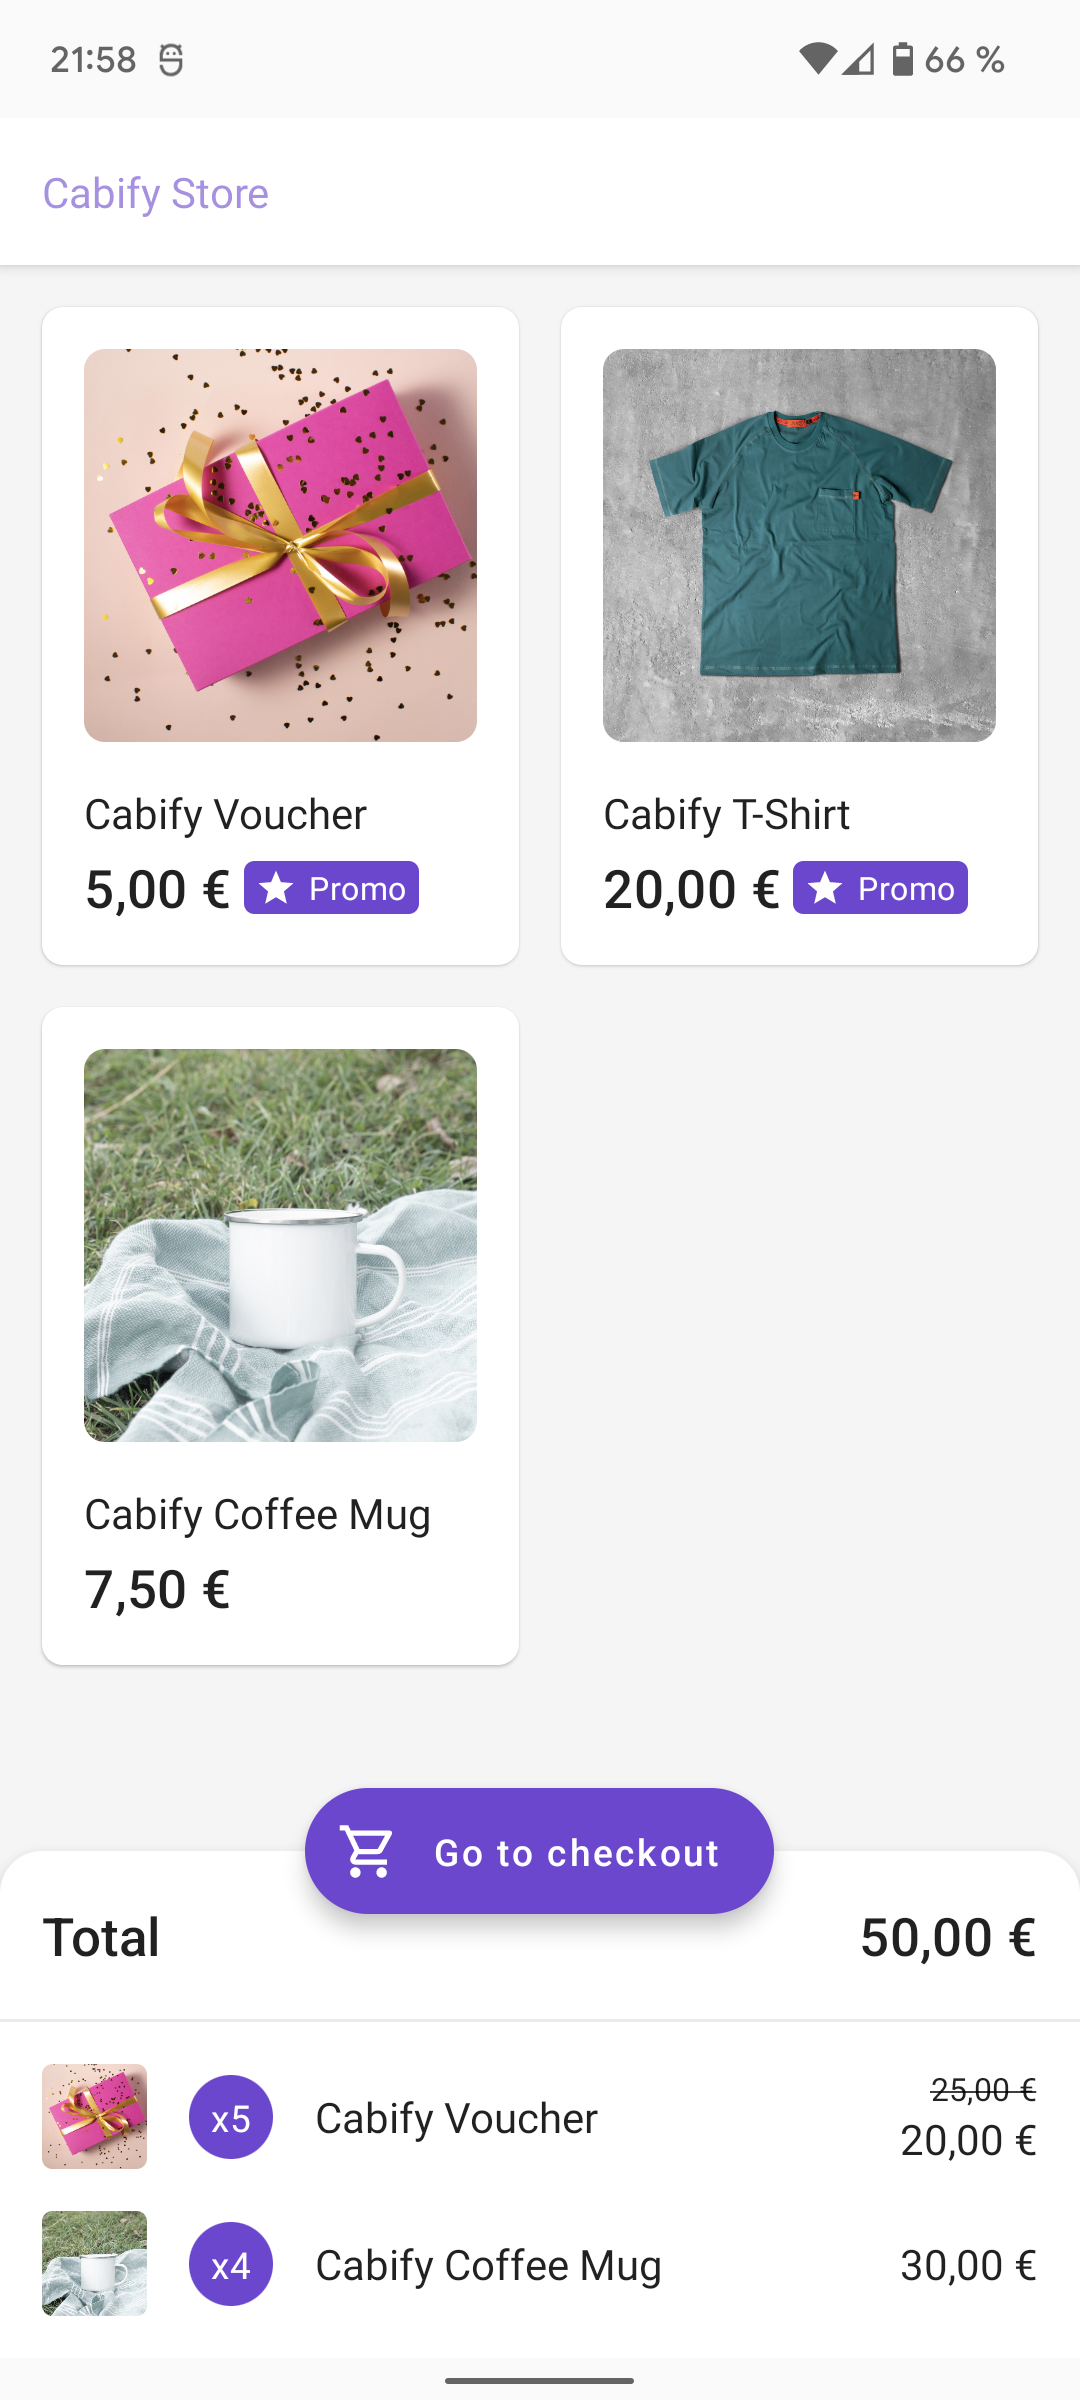 21:58 66 %
Cabify Store
Cabify Voucher
5,00 € Promo
Cabify T-Shirt
20,00 € Promo
Cabify Coffee Mug
7,50 €
Go to checkout
Total 50,00 €
x5 Cabify Voucher 25,00 €
20,00 €
x4 Cabify Coffee Mug 30,00 €